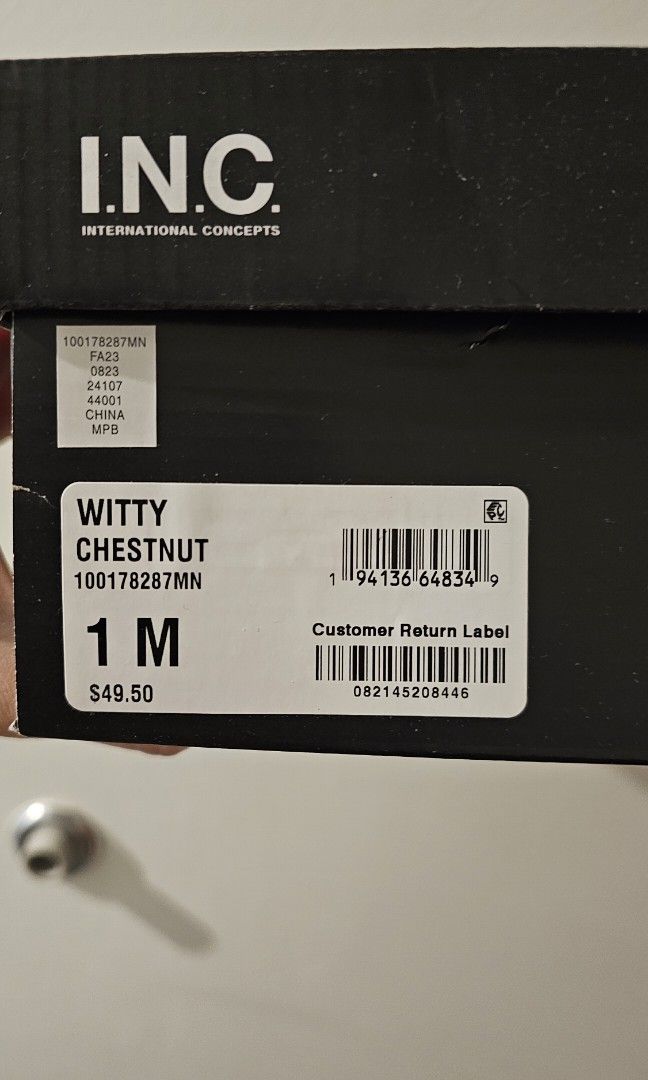 I.N.C.
INTERNATIONAL CONCEPTS
100178287MN
FA23
0823
24107
44001
CHINA
MPB
WITTY
CHESTNUT
100178287MN
1 M
$49.50
1 94136 64834 9
Customer Return Label
082145208446